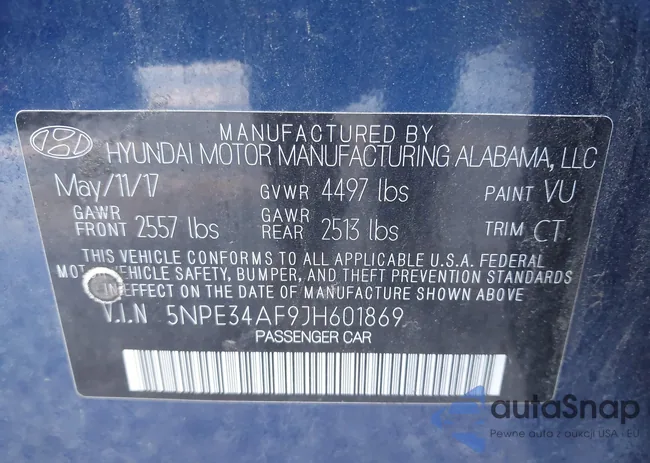 MANUFACTURED BY
HYUNDAI MOTOR MANUFACTURING ALABAMA, LLC
May/11/17 GVWR 4497 lbs PAINT VU
GAWR FRONT 2557 lbs GAWR REAR 2513 lbs TRIM CT
THIS VEHICLE CONFORMS TO ALL APPLICABLE U.S.A. FEDERAL
VEHICLE SAFETY, BUMPER, AND THEFT PREVENTION STANDARDS
IN EFFECT ON THE DATE OF MANUFACTURE SHOWN ABOVE.
V.I.N 5NPE34AF9JH601869
PASSENGER CAR
autoSnap
Pewne auto z aukcji USA - EU